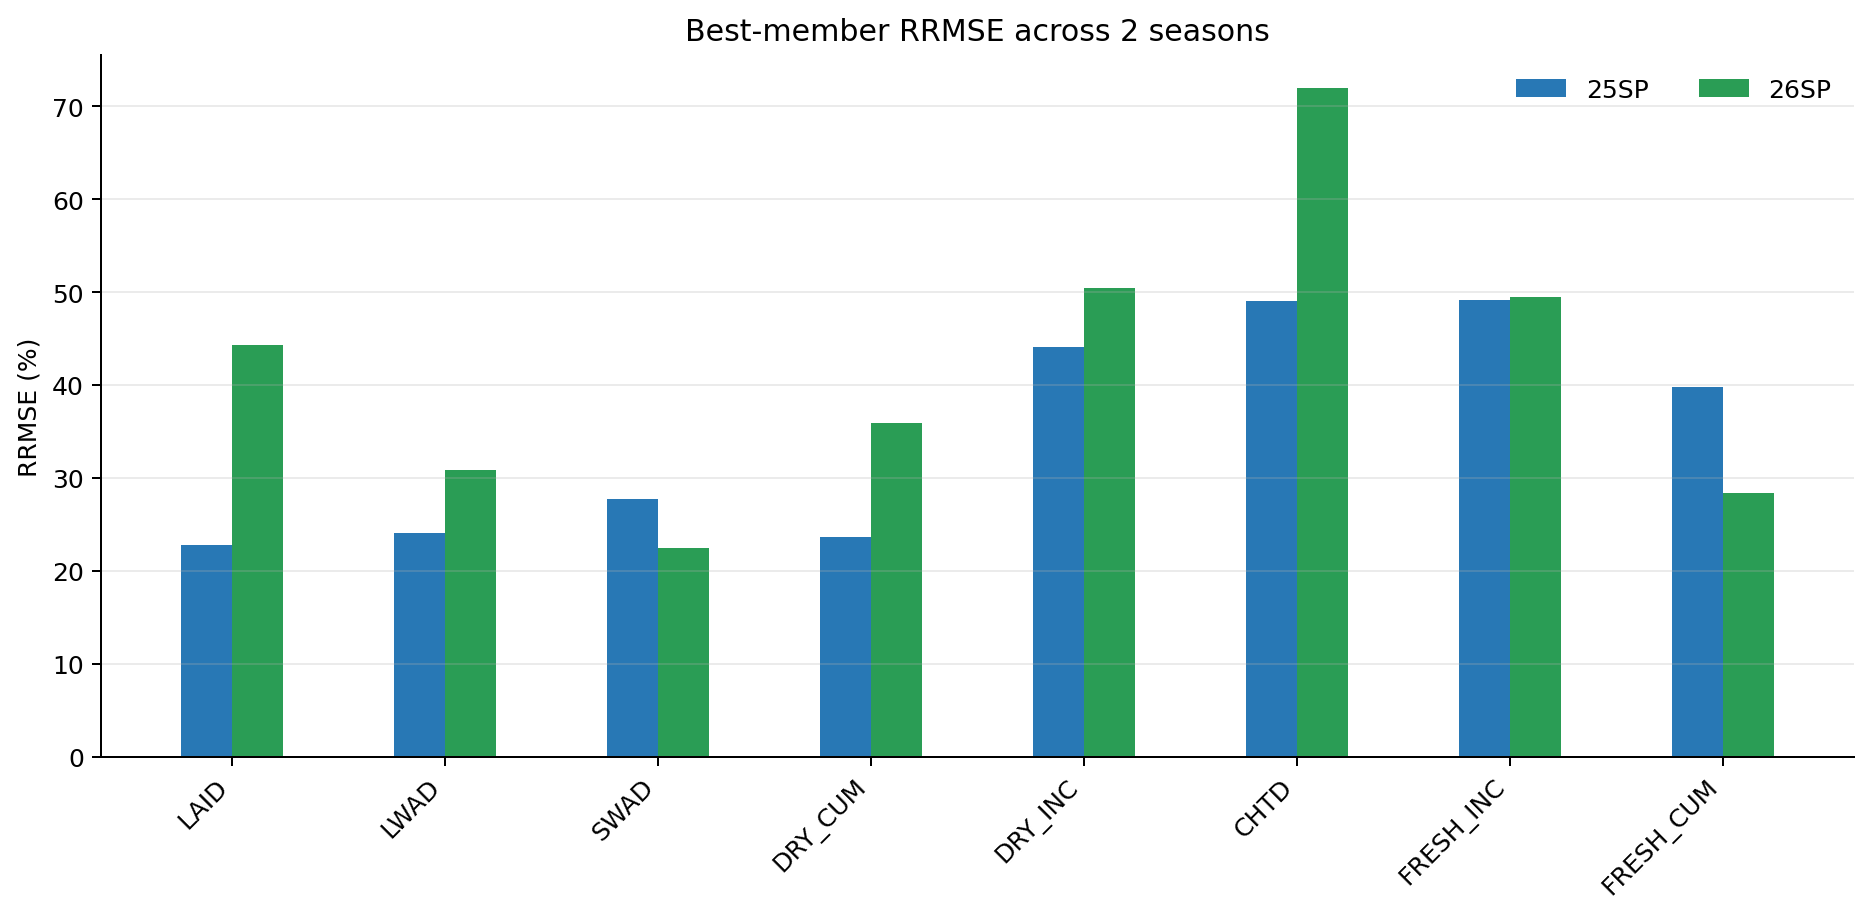 Best-member RRMSE across 2 seasons
25SP 26SP
RRMSE (%)
70
60
50
40
30
20
10
0
LAID LWAD SWAD DRY_CUM DRY_INC CHTD FRESH_INC FRESH_CUM